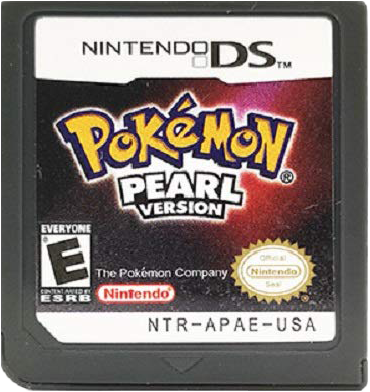 NINTENDO DS™
POKéMON®
PEARL
VERSION
EVERYONE
E
CONTENT RATED BY
ESRB
The Pokémon Company
Nintendo
Official
Nintendo
Seal
NTR-APAE-USA